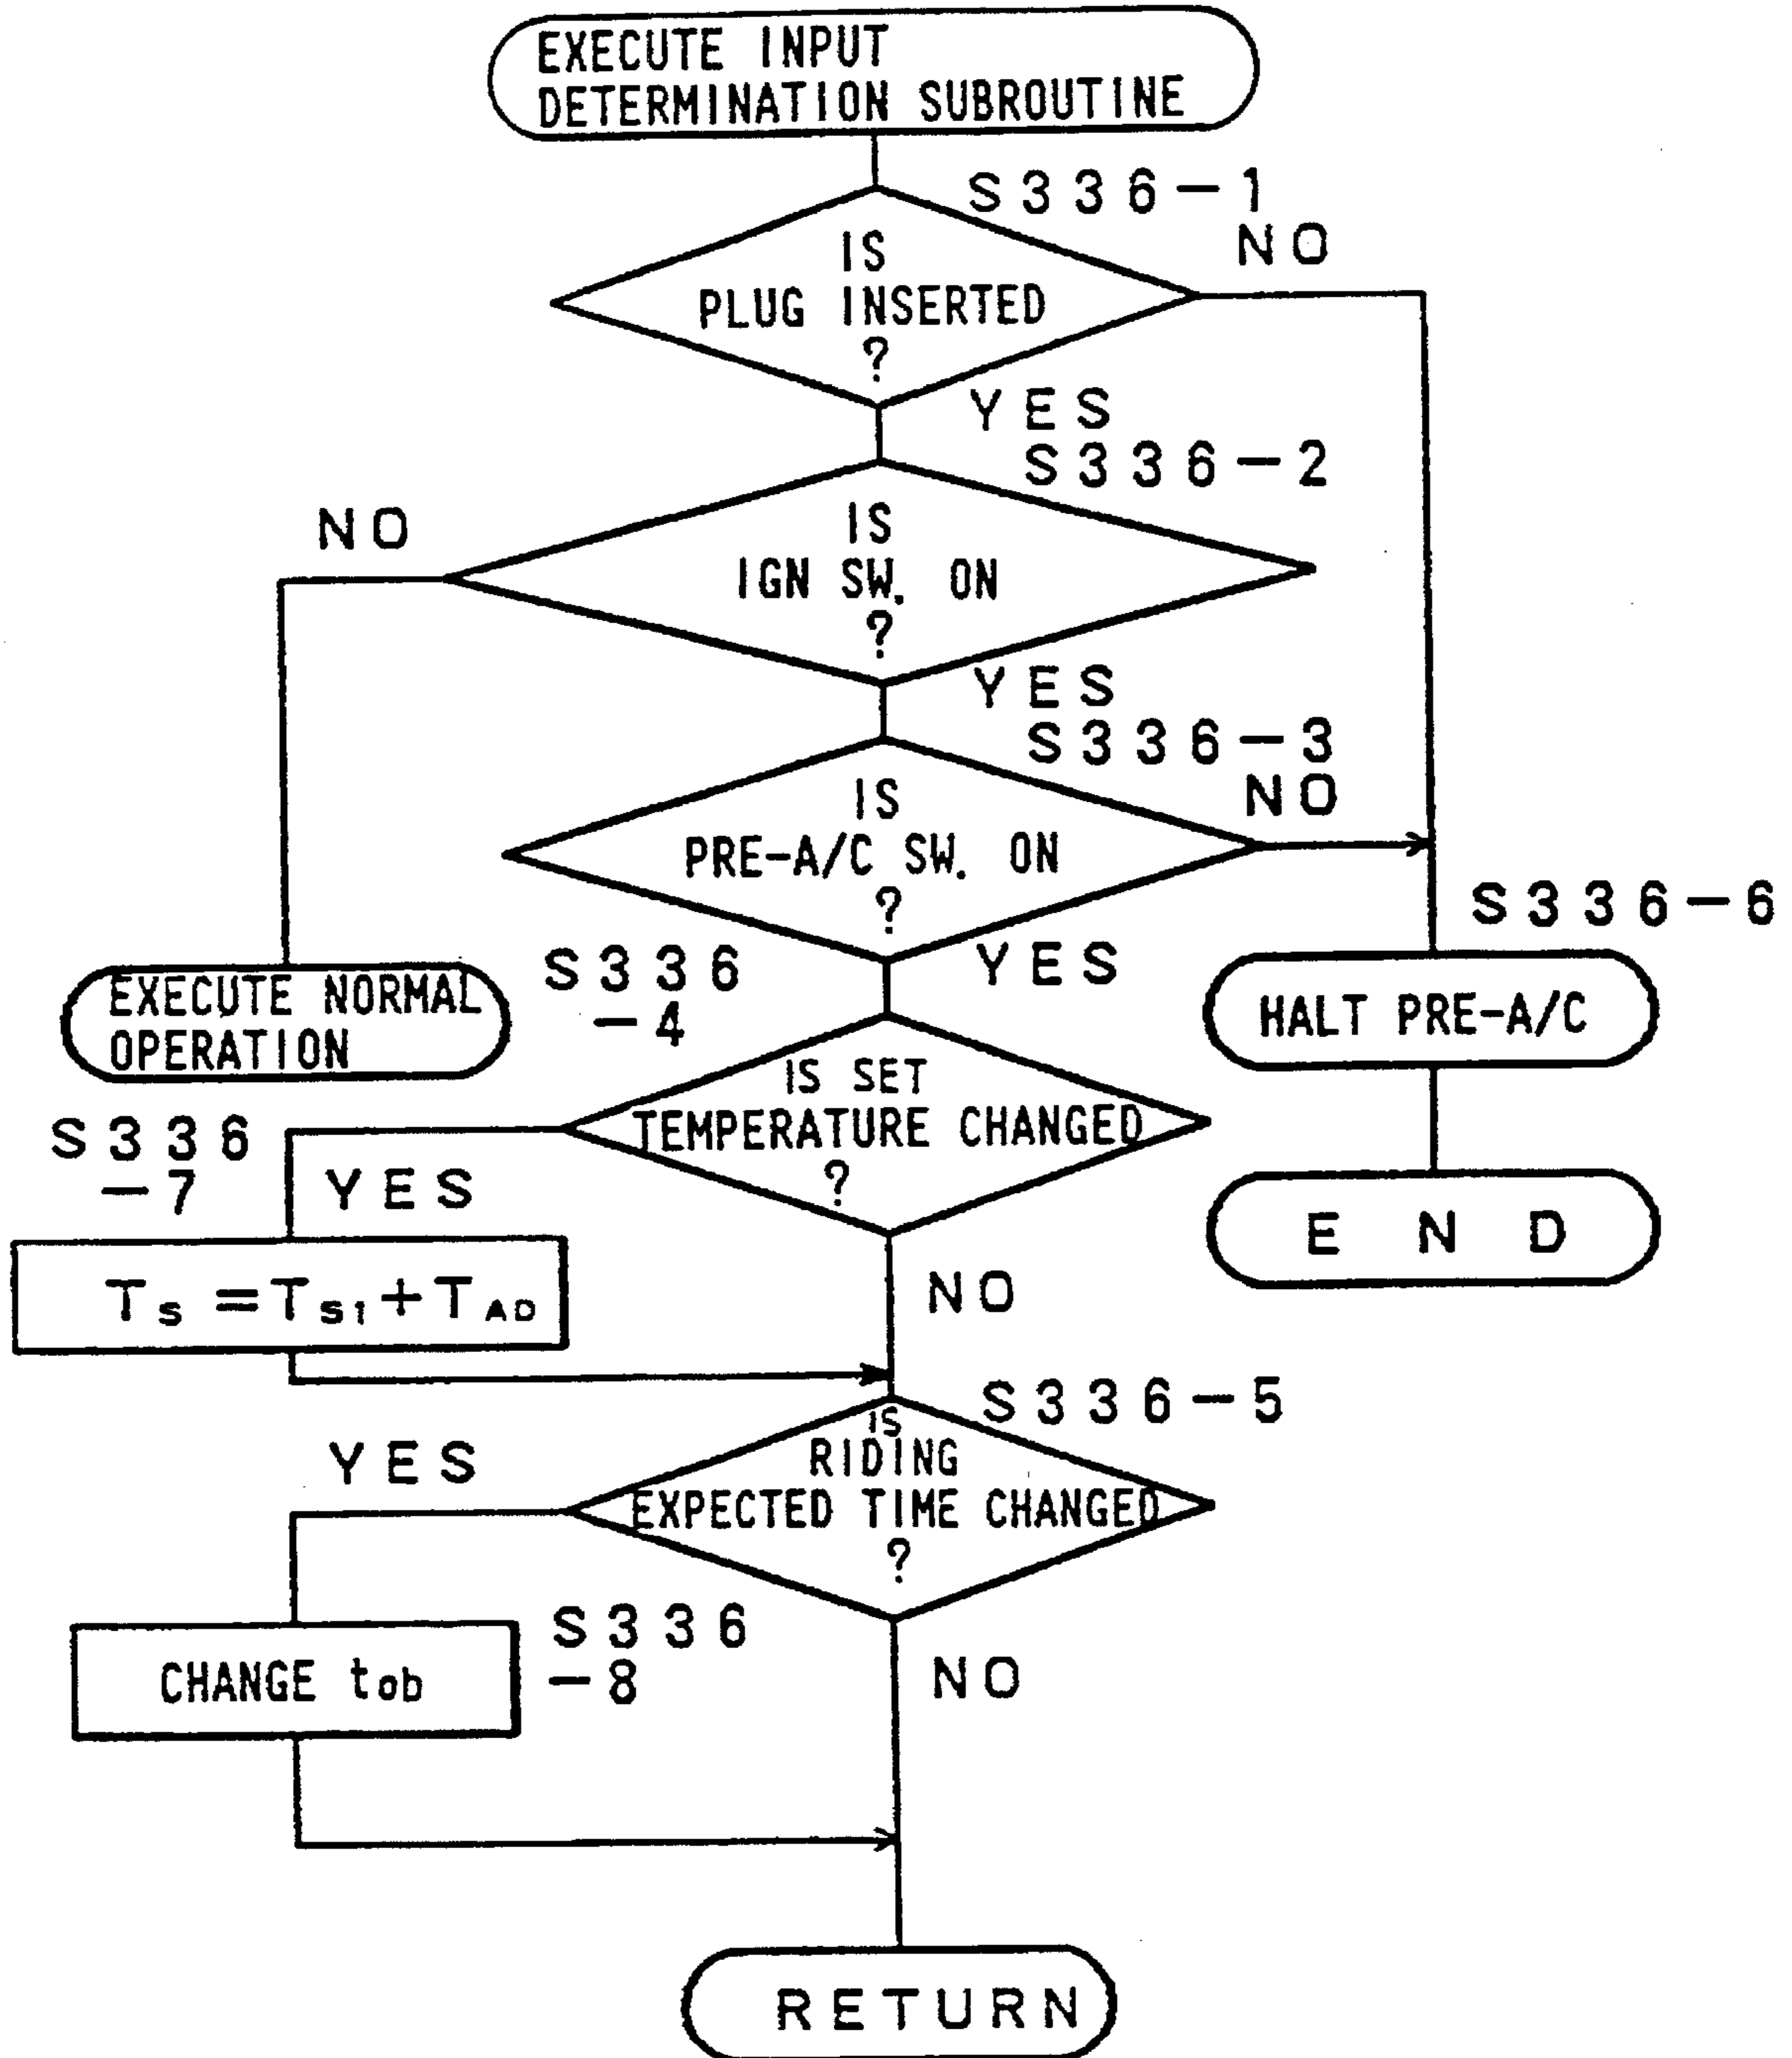 EXECUTE INPUT
DETERMINATION SUBROUTINE
S336-1
NO
IS
PLUG INSERTED
?
YES
S336-2
NO
IS
IGN SW. ON
?
YES
S336-3
NO
IS
PRE-A/C SW. ON
?
YES
S336-6
EXECUTE NORMAL
OPERATION
HALT PRE-A/C
END
S336
-4
IS SET
TEMPERATURE CHANGED
?
S336
-7
YES
NO
TS=TS1+TAD
S336-5
YES
IS
RIDING
EXPECTED TIME CHANGED
?
S336
-8
NO
CHANGE tob
RETURN